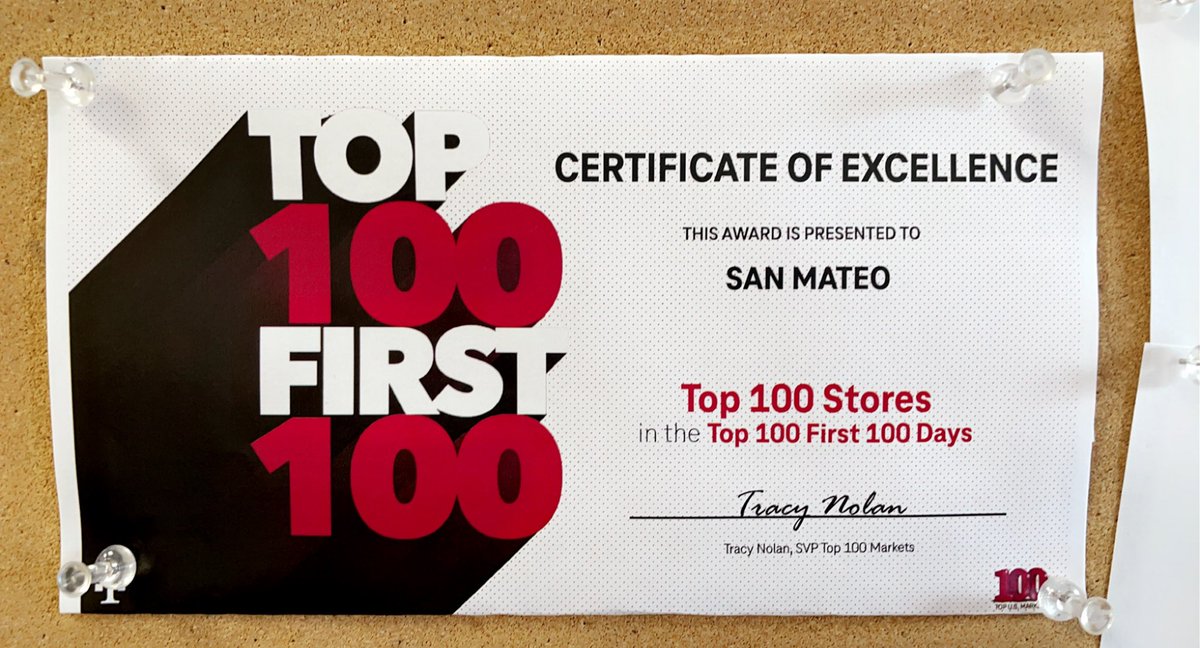 TOP
100
FIRST
100
CERTIFICATE OF EXCELLENCE
THIS AWARD IS PRESENTED TO
SAN MATEO
Top 100 Stores
in the Top 100 First 100 Days
Tracy Nolan
Tracy Nolan, SVP Top 100 Markets
T
100
TOP U.S.